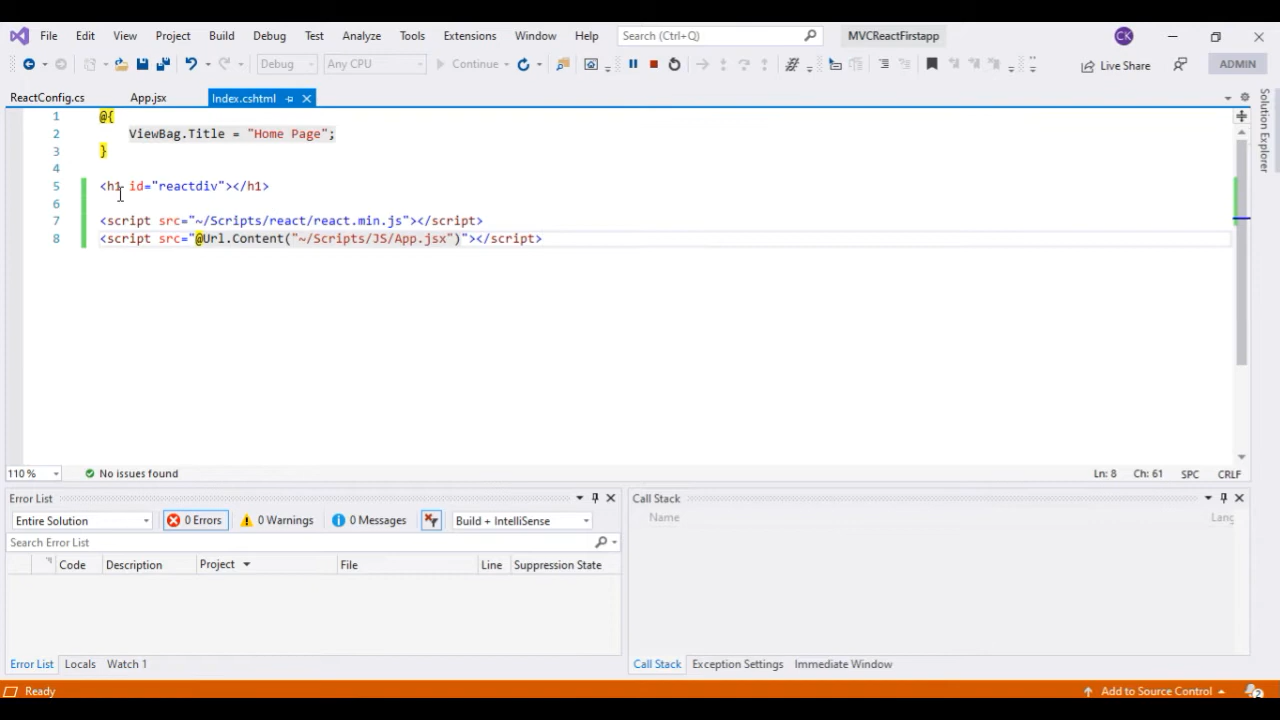 File Edit View Project Build Debug Test Analyze Tools Extensions Window Help Search (Ctrl+Q) MVCReactFirstapp CK
Debug Any CPU Continue Live Share ADMIN
ReactConfig.cs App.jsx Index.cshtml
Solution Explorer
1 @{
2 ViewBag.Title = "Home Page";
3 }
4
5 <h1 id="reactdiv"></h1>
6
7 <script src="~/Scripts/react/react.min.js"></script>
8 <script src="@Url.Content("~/Scripts/JS/App.jsx")"></script>
110 % No issues found Ln: 8 Ch: 61 SPC CRLF
Error List Call Stack
Entire Solution 0 Errors 0 Warnings 0 Messages Build + IntelliSense Name Lang
Search Error List
Code Description Project File Line Suppression State
Error List Locals Watch 1 Call Stack Exception Settings Immediate Window
Ready Add to Source Control 2